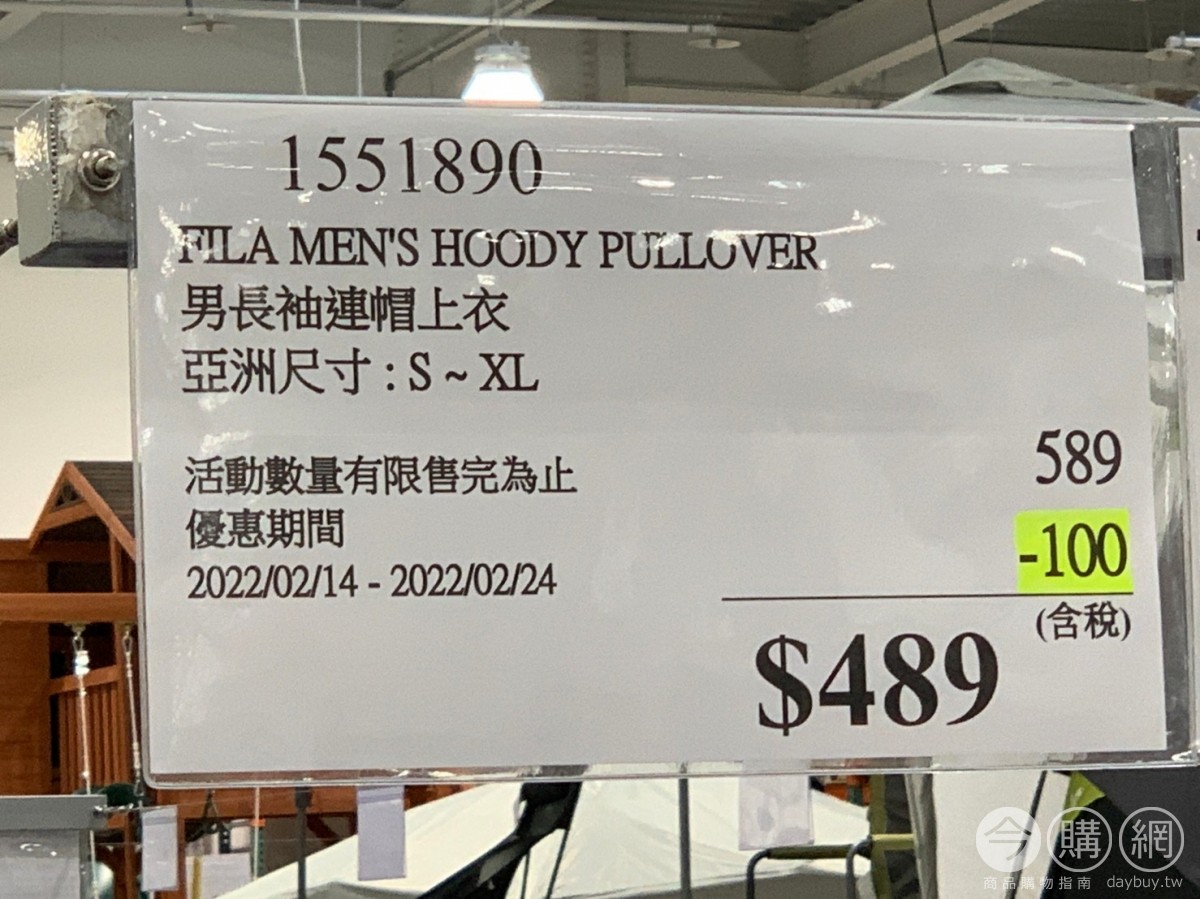 1551890
FILA MEN'S HOODY PULLOVER
男長袖連帽上衣
亞洲尺寸 : S ~ XL
589
活動數量有限售完為止
優惠期間
-100
2022/02/14 - 2022/02/24
(含稅)
$489
今購網
商品購物指南 daybuy.tw